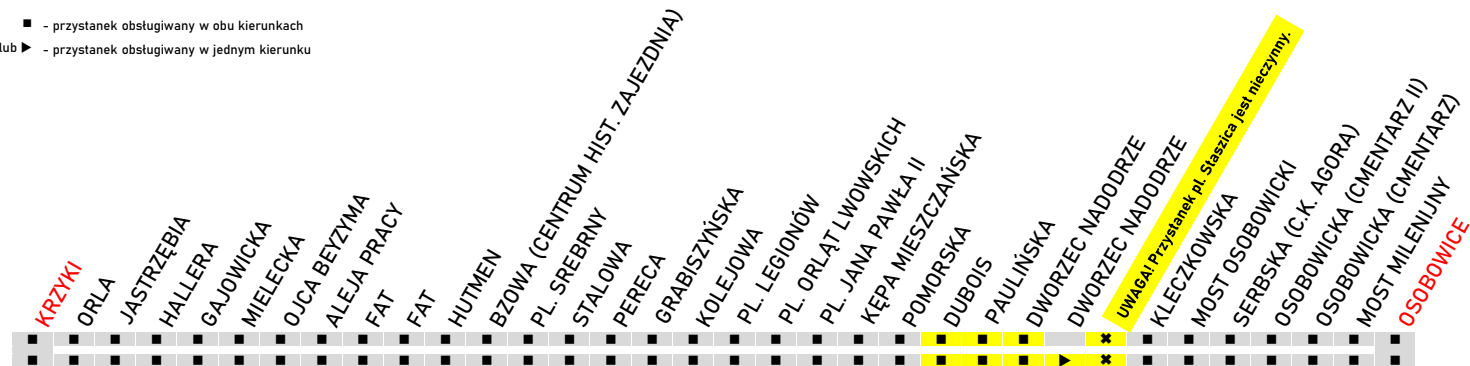 ■ - przystanek obsługiwany w obu kierunkach
lub ▶ - przystanek obsługiwany w jednym kierunku
KRZYKI
ORLA
JASTRZĘBIA
HALLERA
GAJOWICKA
MIELECKA
OJCA BEYZYMA
ALEJA PRACY
FAT
FAT
HUTMEN
BZOWA (CENTRUM HIST. ZAJEZDNIA)
PL. SREBRNY
STALOWA
PERECA
GRABISZYŃSKA
KOLEJOWA
PL. LEGIONÓW
PL. ORLĄT LWOWSKICH
PL. JANA PAWŁA II
KĘPA MIESZCZAŃSKA
POMORSKA
DUBOIS
PAULIŃSKA
DWORZEC NADODRZE
DWORZEC NADODRZE
UWAGA! Przystanek pl. Staszica jest nieczynny.
KLECZKOWSKA
MOST OSOBOWICKI
SERBSKA (C.K. AGORA)
OSOBOWICKA (CMENTARZ II)
OSOBOWICKA (CMENTARZ)
MOST MILENIJNY
OSOBOWICE